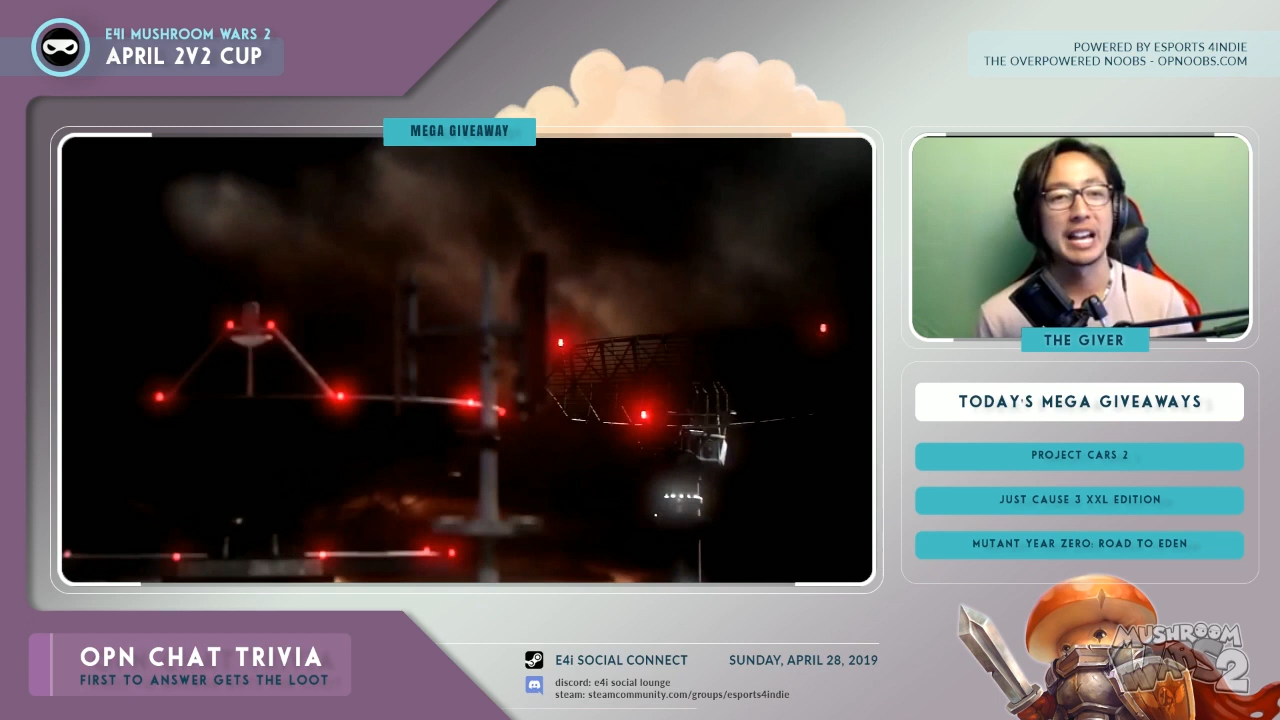 E4I MUSHROOM WARS 2
APRIL 2V2 CUP
POWERED BY ESPORTS 4INDIE
THE OVERPOWERED NOOBS - OPNOOBS.COM
MEGA GIVEAWAY
THE GIVER
TODAY'S MEGA GIVEAWAYS
PROJECT CARS 2
JUST CAUSE 3 XXL EDITION
MUTANT YEAR ZERO: ROAD TO EDEN
OPN CHAT TRIVIA
FIRST TO ANSWER GETS THE LOOT
E4i SOCIAL CONNECT
SUNDAY, APRIL 28, 2019
discord: e4i social lounge
steam: steamcommunity.com/groups/esports4indie
MUSHROOM
WARS 2